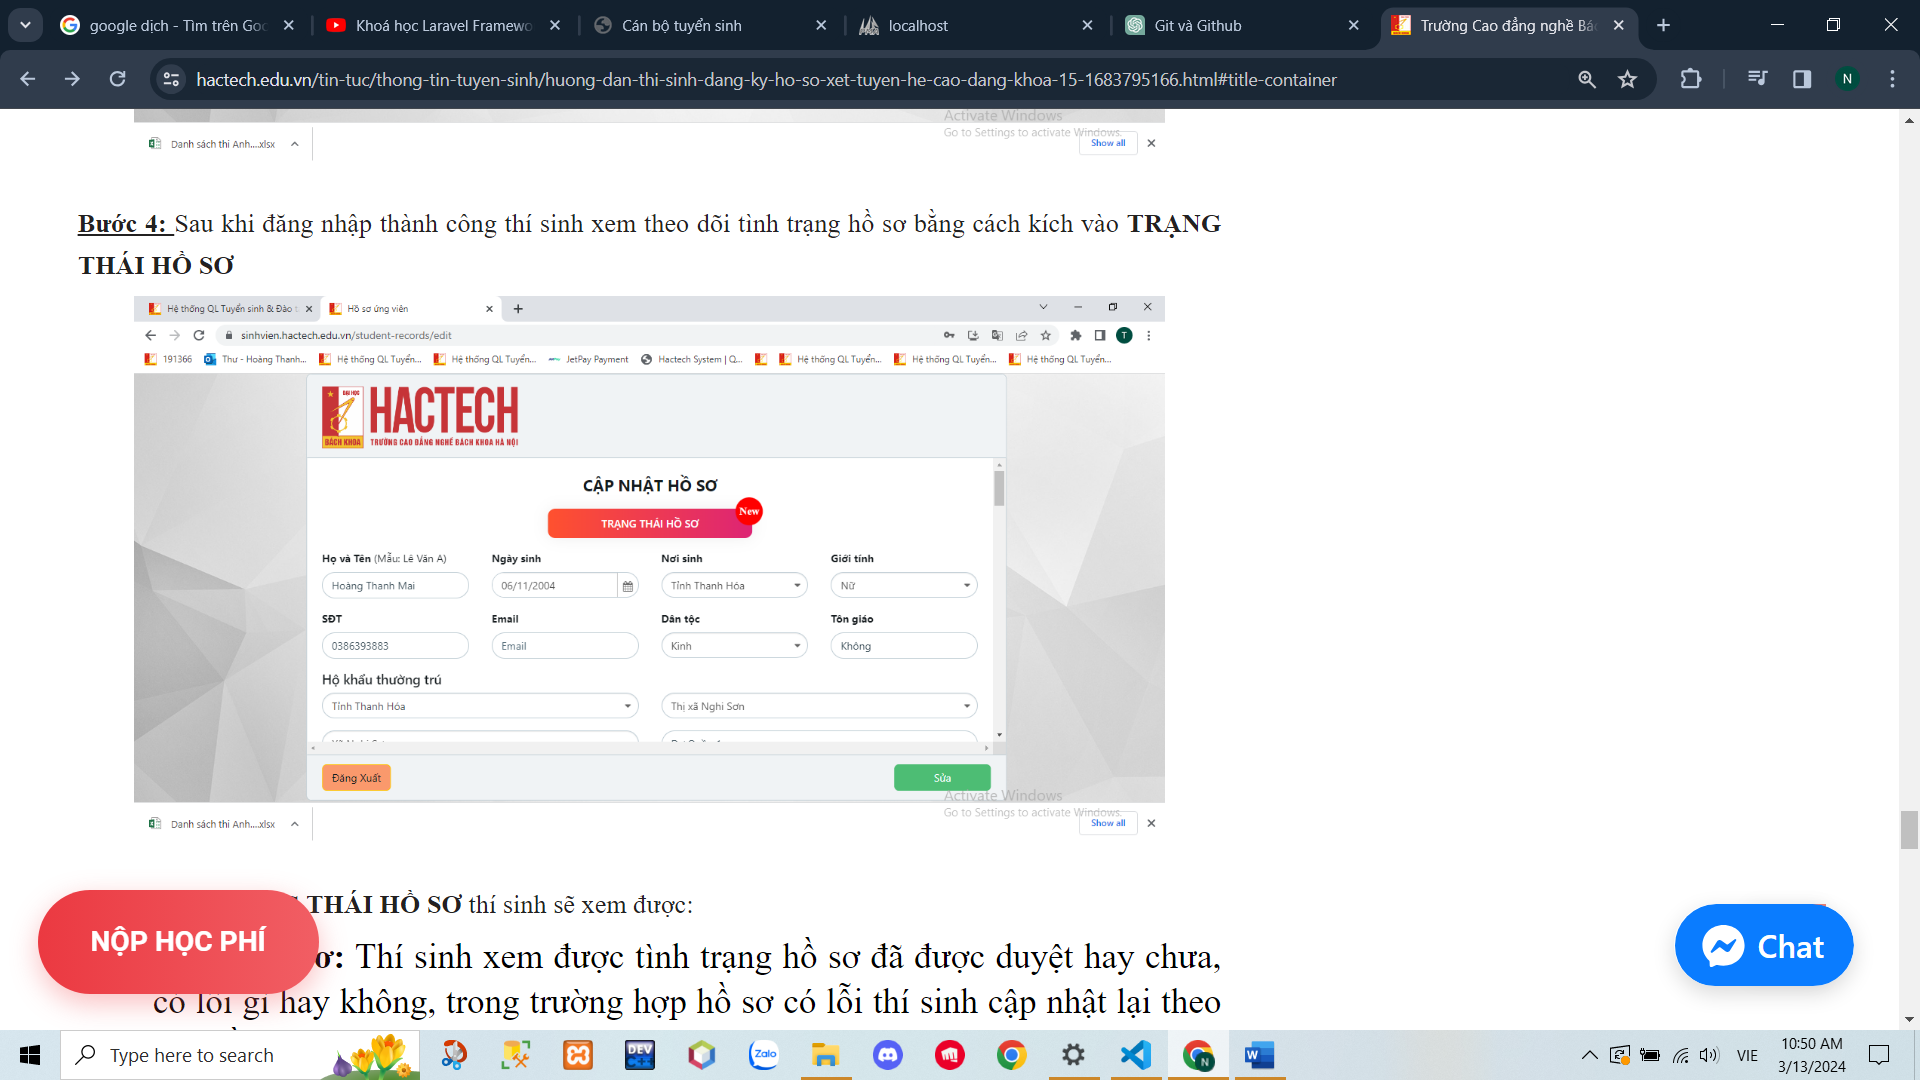 google dịch - Tìm trên Goo
Khoá học Laravel Framewo
Cán bộ tuyển sinh
localhost
Git và Github
Trường Cao đẳng nghề Bác
hactech.edu.vn/tin-tuc/thong-tin-tuyen-sinh/huong-dan-thi-sinh-dang-ky-ho-so-xet-tuyen-he-cao-dang-khoa-15-1683795166.html#title-container
N
Activate Windows
Go to Settings to activate Windows.
Danh sách thi Anh....xlsx
Show all
Bước 4: Sau khi đăng nhập thành công thí sinh xem theo dõi tình trạng hồ sơ bằng cách kích vào TRẠNG
THÁI HỒ SƠ
Hệ thống QL Tuyển sinh & Đào t
Hồ sơ ứng viên
sinhvien.hactech.edu.vn/student-records/edit
T
191366
Thư - Hoàng Thanh...
Hệ thống QL Tuyển...
Hệ thống QL Tuyển...
JetPay Payment
Hactech System | Q...
Hệ thống QL Tuyển...
Hệ thống QL Tuyển...
Hệ thống QL Tuyển...
ĐẠI HỌC
BÁCH KHOA
HACTECH
TRƯỜNG CAO ĐẲNG NGHỀ BÁCH KHOA HÀ NỘI
CẬP NHẬT HỒ SƠ
New
TRẠNG THÁI HỒ SƠ
Họ và Tên (Mẫu: Lê Văn A)
Ngày sinh
Nơi sinh
Giới tính
Hoàng Thanh Mai
06/11/2004
Tỉnh Thanh Hóa
Nữ
SĐT
Email
Dân tộc
Tôn giáo
0386393883
Email
Kinh
Không
Hộ khẩu thường trú
Tỉnh Thanh Hóa
Thị xã Nghi Sơn
Đăng Xuất
Sửa
Activate Windows
Go to Settings to activate Windows.
Danh sách thi Anh....xlsx
Show all
THÁI HỒ SƠ thí sinh sẽ xem được:
NỘP HỌC PHÍ
Chat
ơ: Thí sinh xem được tình trạng hồ sơ đã được duyệt hay chưa,
có lỗi gì hay không, trong trường hợp hồ sơ có lỗi thí sinh cập nhật lại theo
Type here to search
DEV
C++
Zalo
N
W
VIE
10:50 AM
3/13/2024